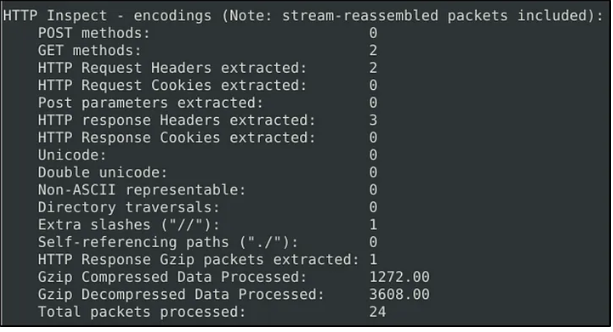 HTTP Inspect - encodings (Note: stream-reassembled packets included):
POST methods: 0
GET methods: 2
HTTP Request Headers extracted: 2
HTTP Request Cookies extracted: 0
Post parameters extracted: 0
HTTP response Headers extracted: 3
HTTP Response Cookies extracted: 0
Unicode: 0
Double unicode: 0
Non-ASCII representable: 0
Directory traversals: 0
Extra slashes ("//"): 1
Self-referencing paths ("./"): 0
HTTP Response Gzip packets extracted: 1
Gzip Compressed Data Processed: 1272.00
Gzip Decompressed Data Processed: 3608.00
Total packets processed: 24